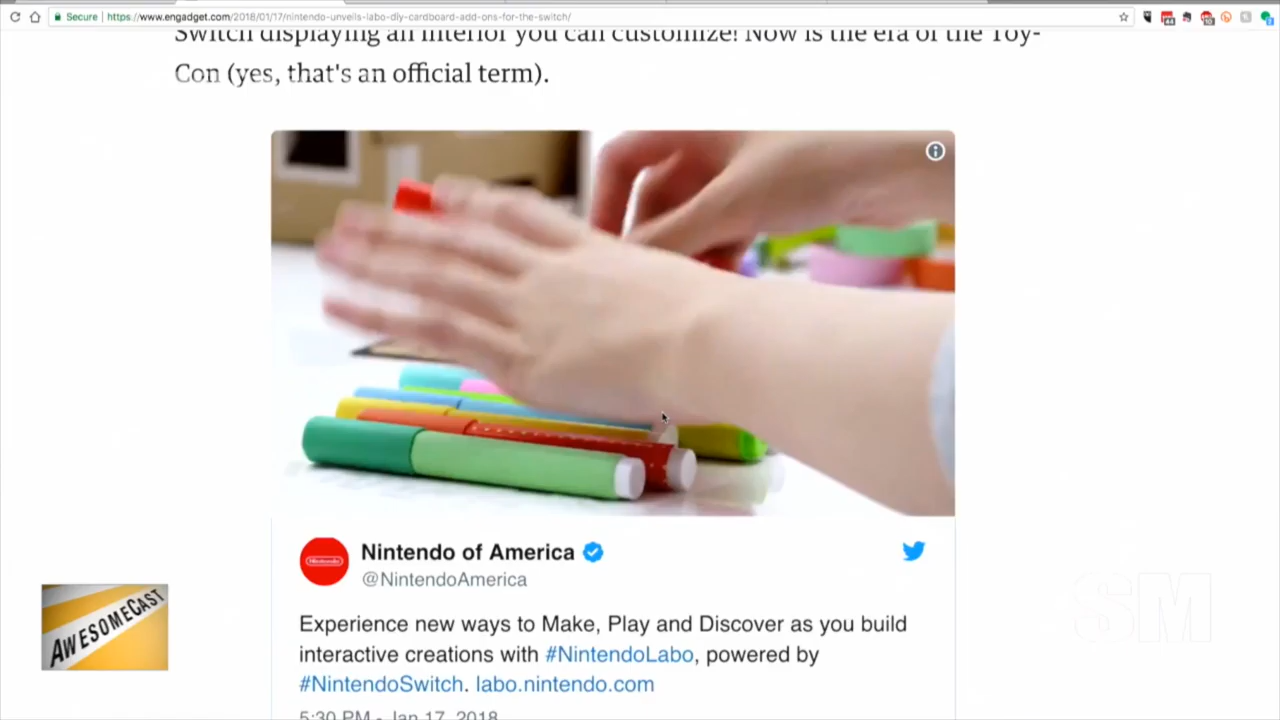 Secure https://www.engadget.com/2018/01/17/nintendo-unveils-labo-diy-cardboard-add-ons-for-the-switch/
Switch displaying an interior you can customize! Now is the era of the Toy-
Con (yes, that's an official term).
Nintendo of America
@NintendoAmerica
Experience new ways to Make, Play and Discover as you build
interactive creations with #NintendoLabo, powered by
#NintendoSwitch. labo.nintendo.com
5:30 PM - Jan 17, 2018
Nintendo
AWESOMECAST
SM